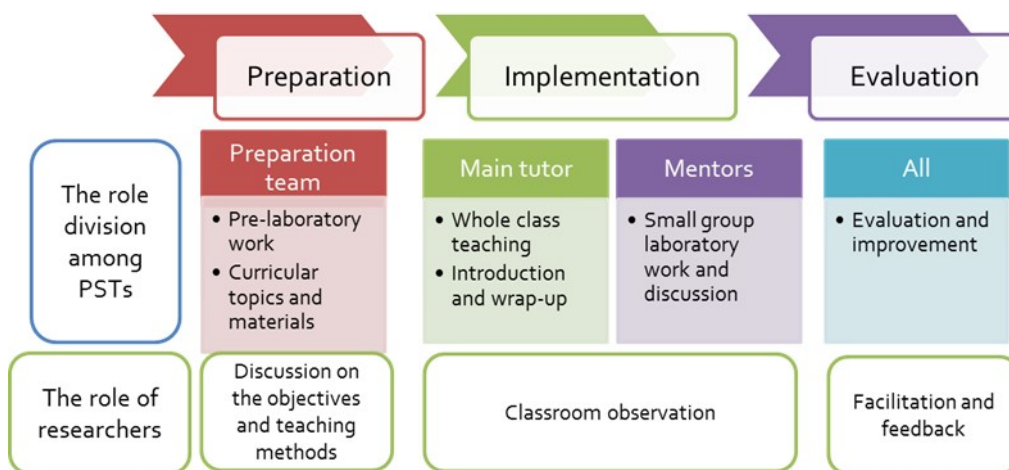 Preparation
Implementation
Evaluation
The role
division
among
PSTs
Preparation
team
• Pre-laboratory
work
• Curricular
topics and
materials
Main tutor
• Whole class
teaching
• Introduction
and wrap-up
Mentors
• Small group
laboratory
work and
discussion
All
• Evaluation and
improvement
The role of
researchers
Discussion on
the objectives
and teaching
methods
Classroom observation
Facilitation and
feedback